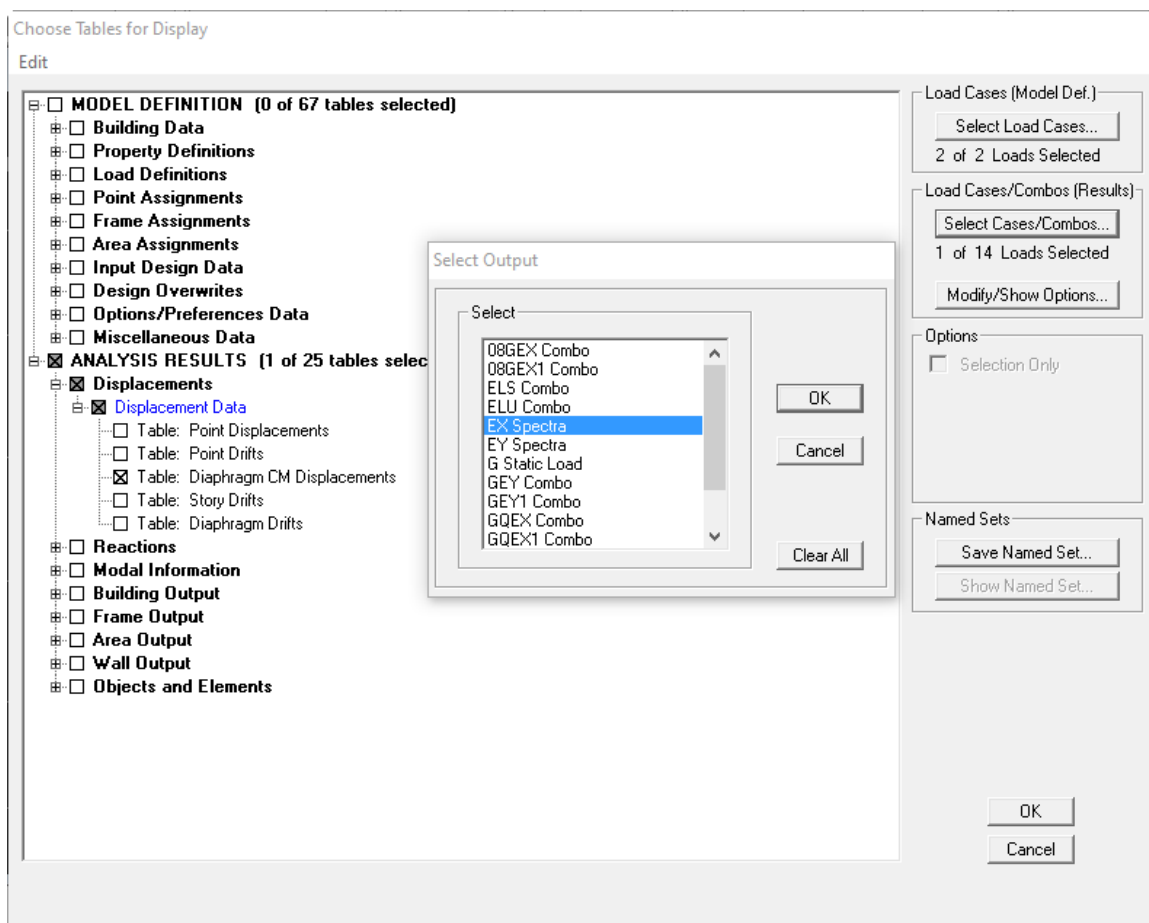 Choose Tables for Display
Edit
MODEL DEFINITION (0 of 67 tables selected)
Building Data
Property Definitions
Load Definitions
Point Assignments
Frame Assignments
Area Assignments
Input Design Data
Design Overwrites
Options/Preferences Data
Miscellaneous Data
ANALYSIS RESULTS (1 of 25 tables selec
Displacements
Displacement Data
Table: Point Displacements
Table: Point Drifts
Table: Diaphragm CM Displacements
Table: Story Drifts
Table: Diaphragm Drifts
Reactions
Modal Information
Building Output
Frame Output
Area Output
Wall Output
Objects and Elements
Select Output
Select
08GEX Combo
08GEX1 Combo
ELS Combo
ELU Combo
EX Spectra
EY Spectra
G Static Load
GEY Combo
GEY1 Combo
GQEX Combo
GQEX1 Combo
OK
Cancel
Clear All
Load Cases (Model Def.)
Select Load Cases...
2 of 2 Loads Selected
Load Cases/Combos (Results)
Select Cases/Combos...
1 of 14 Loads Selected
Modify/Show Options...
Options
Selection Only
Named Sets
Save Named Set...
Show Named Set...
OK
Cancel